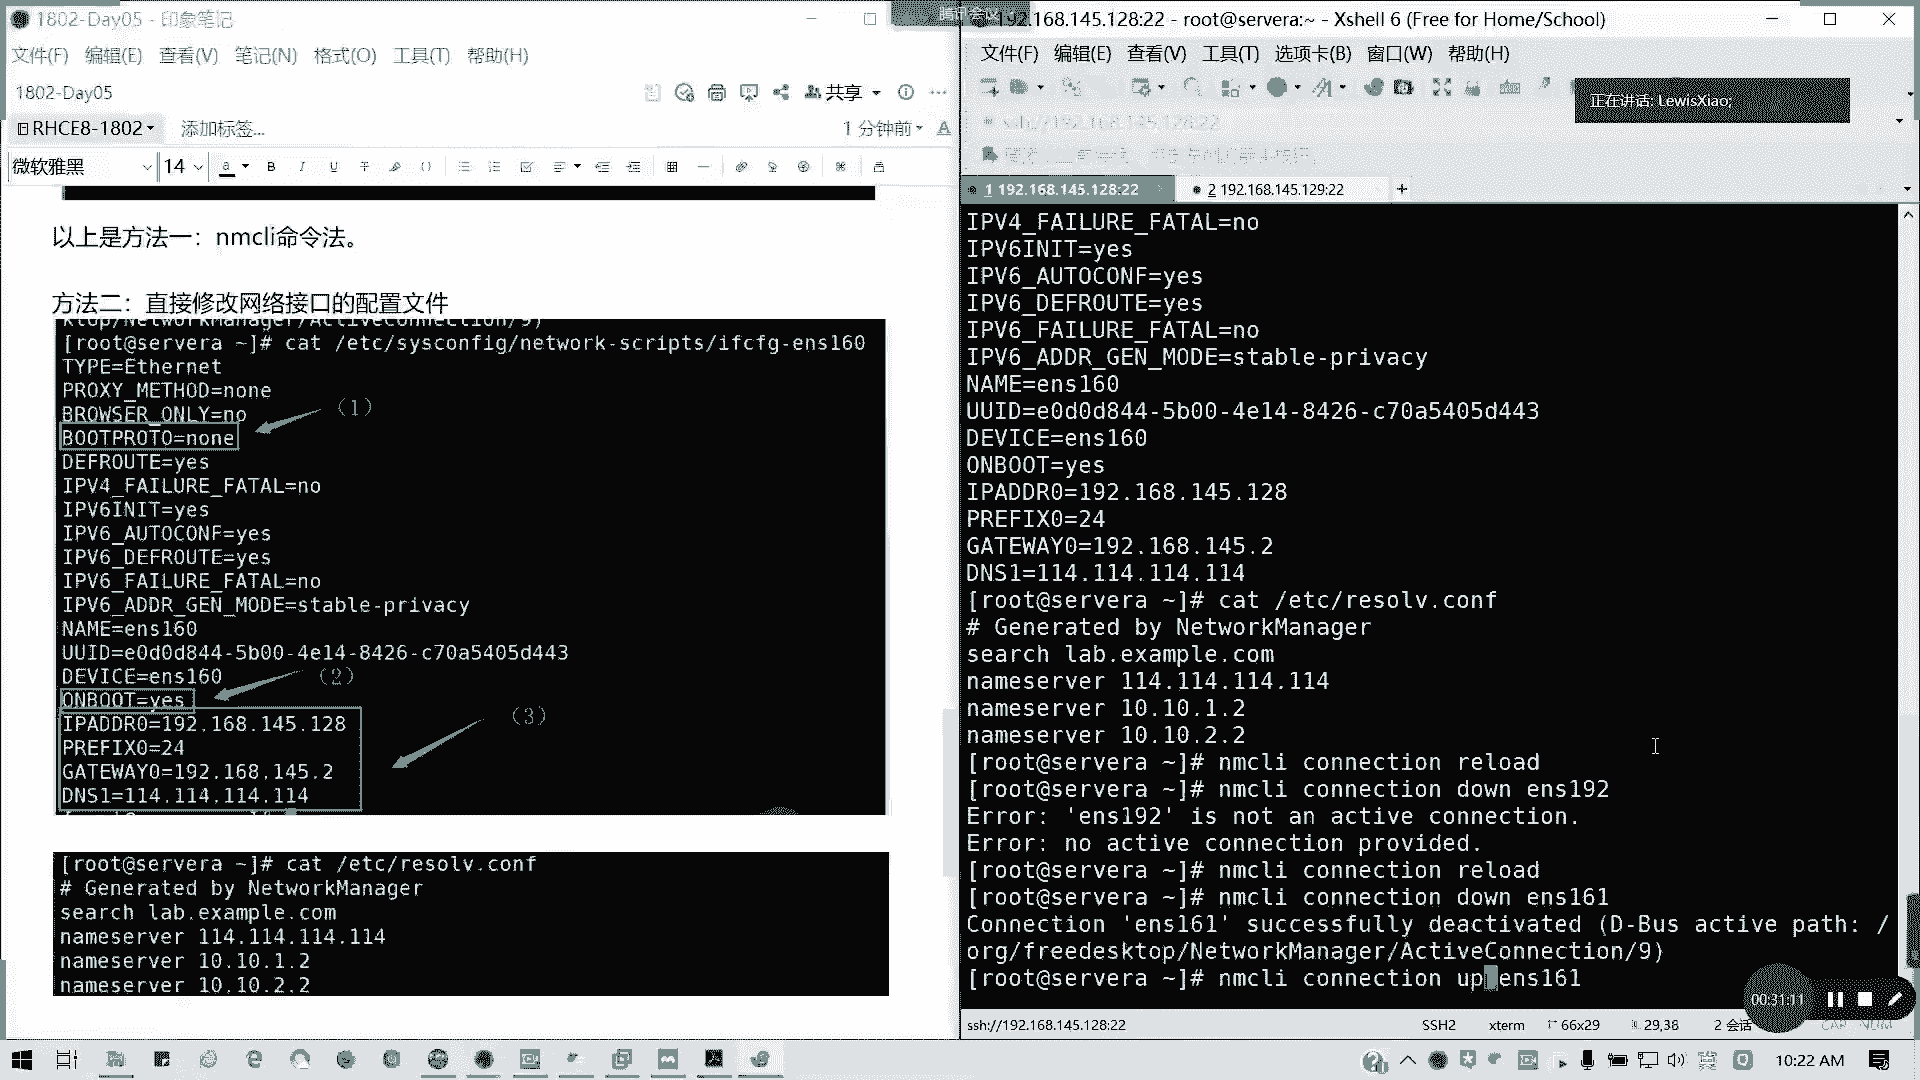 1802-Day05 - 印象笔记
文件(F) 编辑(E) 查看(V) 笔记(N) 格式(O) 工具(T) 帮助(H)
1802-Day05
共享
RHCE8-1802
添加标签...
1 分钟前
微软雅黑
14
以上是方法一：nmcli命令法。
方法二：直接修改网络接口的配置文件
ktop/NetworkManager/ActiveConnection/9)
[root@servera ~]# cat /etc/sysconfig/network-scripts/ifcfg-ens160
TYPE=Ethernet
PROXY_METHOD=none
BROWSER_ONLY=no
（1）
BOOTPROTO=none
DEFROUTE=yes
IPV4_FAILURE_FATAL=no
IPV6INIT=yes
IPV6_AUTOCONF=yes
IPV6_DEFROUTE=yes
IPV6_FAILURE_FATAL=no
IPV6_ADDR_GEN_MODE=stable-privacy
NAME=ens160
UUID=e0d0d844-5b00-4e14-8426-c70a5405d443
DEVICE=ens160
（2）
ONBOOT=yes
（3）
IPADDR0=192.168.145.128
PREFIX0=24
GATEWAY0=192.168.145.2
DNS1=114.114.114.114
[root@servera ~]# cat /etc/resolv.conf
# Generated by NetworkManager
search lab.example.com
nameserver 114.114.114.114
nameserver 10.10.1.2
nameserver 10.10.2.2
腾讯会议
192.168.145.128:22 - root@servera:~ - Xshell 6 (Free for Home/School)
文件(F) 编辑(E) 查看(V) 工具(T) 选项卡(B) 窗口(W) 帮助(H)
正在讲话: LewisXiao;
ssh://192.168.145.128:22
1 192.168.145.128:22
2 192.168.145.129:22
IPV4_FAILURE_FATAL=no
IPV6INIT=yes
IPV6_AUTOCONF=yes
IPV6_DEFROUTE=yes
IPV6_FAILURE_FATAL=no
IPV6_ADDR_GEN_MODE=stable-privacy
NAME=ens160
UUID=e0d0d844-5b00-4e14-8426-c70a5405d443
DEVICE=ens160
ONBOOT=yes
IPADDR0=192.168.145.128
PREFIX0=24
GATEWAY0=192.168.145.2
DNS1=114.114.114.114
[root@servera ~]# cat /etc/resolv.conf
# Generated by NetworkManager
search lab.example.com
nameserver 114.114.114.114
nameserver 10.10.1.2
nameserver 10.10.2.2
[root@servera ~]# nmcli connection reload
[root@servera ~]# nmcli connection down ens192
Error: 'ens192' is not an active connection.
Error: no active connection provided.
[root@servera ~]# nmcli connection reload
[root@servera ~]# nmcli connection down ens161
Connection 'ens161' successfully deactivated (D-Bus active path: /
org/freedesktop/NetworkManager/ActiveConnection/9)
[root@servera ~]# nmcli connection up ens161
00:31:11
ssh://192.168.145.128:22
SSH2
xterm
66x29
29,38
2 会话
CAP NUM
英
10:22 AM